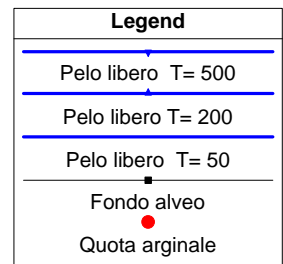 Legend
Pelo libero T= 500
Pelo libero T= 200
Pelo libero T= 50
Fondo alveo
Quota arginale